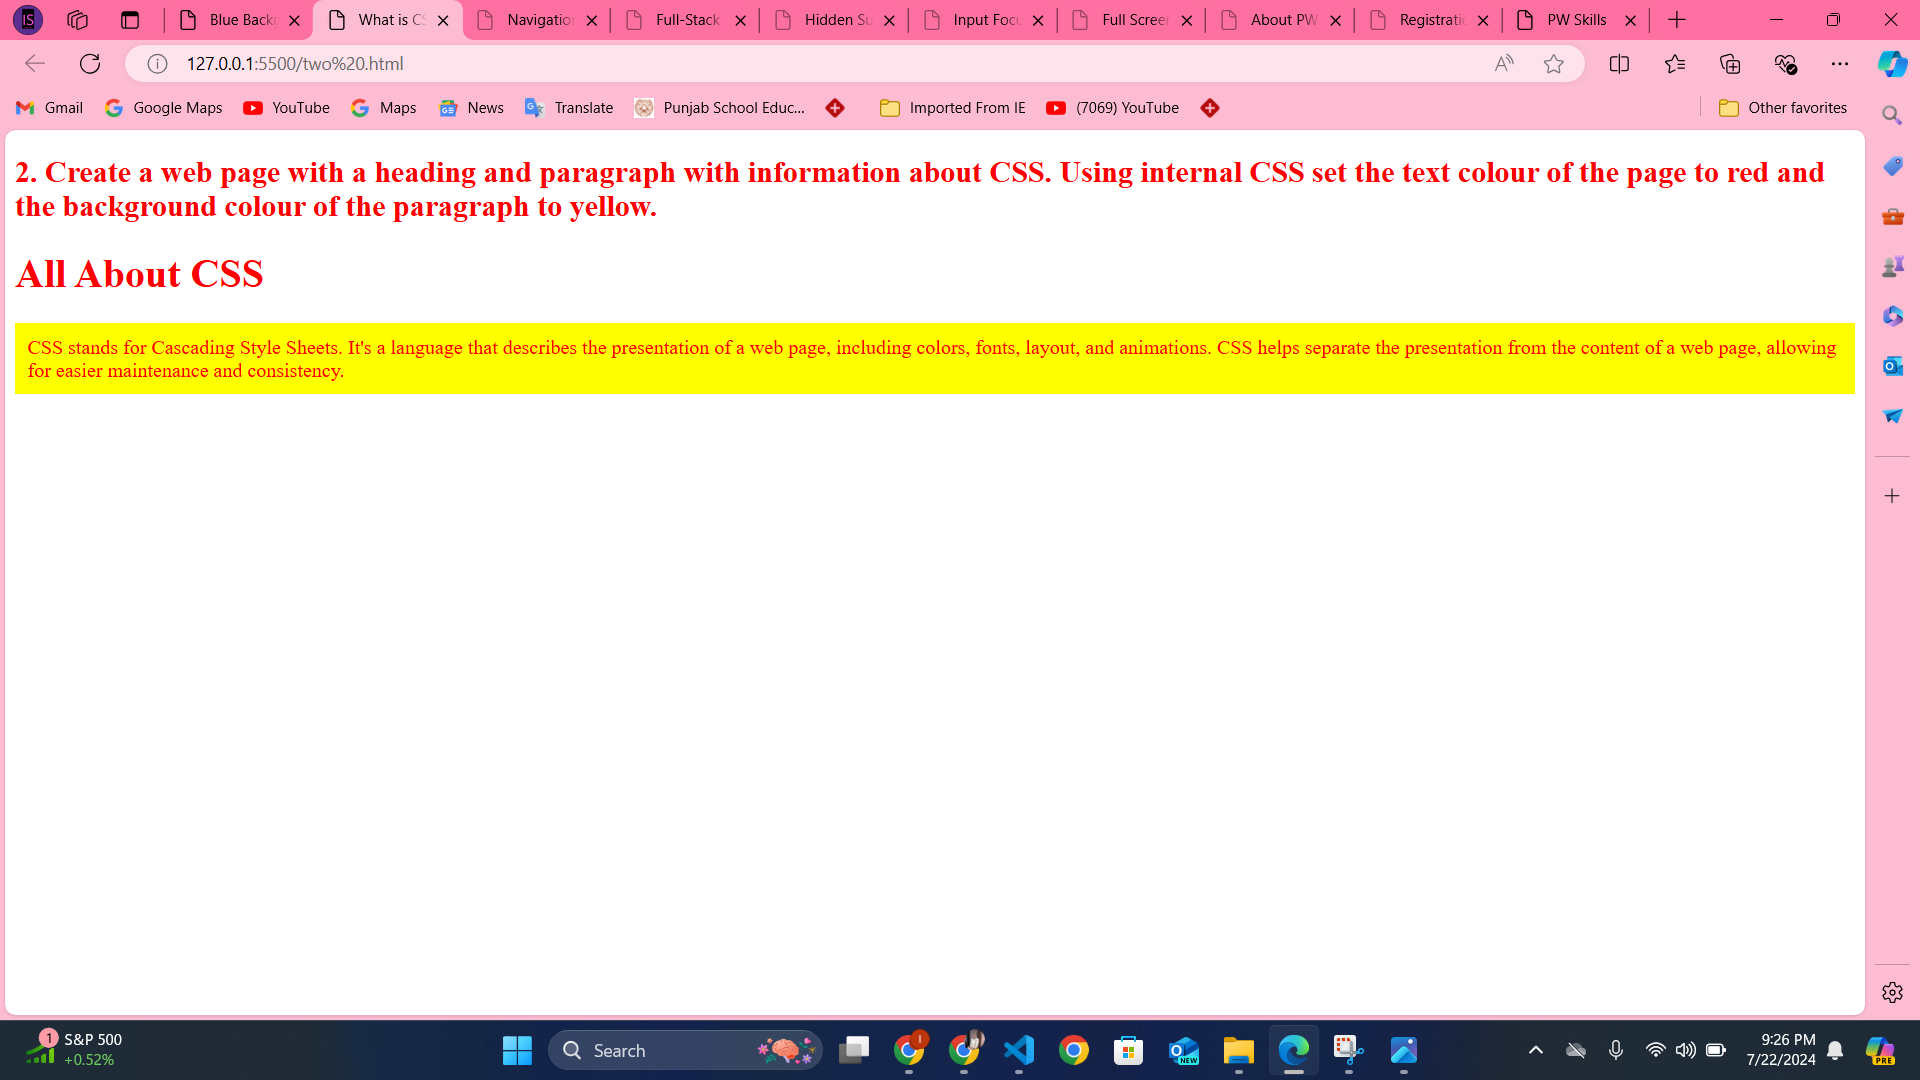 Blue Backg
What is CS
Navigation
Full-Stack
Hidden Su
Input Focu
Full Screen
About PW
Registratio
PW Skills
127.0.0.1:5500/two%20.html
Gmail
Google Maps
YouTube
Maps
News
Translate
Punjab School Educ...
Imported From IE
(7069) YouTube
Other favorites
2. Create a web page with a heading and paragraph with information about CSS. Using internal CSS set the text colour of the page to red and
the background colour of the paragraph to yellow.
All About CSS
CSS stands for Cascading Style Sheets. It's a language that describes the presentation of a web page, including colors, fonts, layout, and animations. CSS helps separate the presentation from the content of a web page, allowing
for easier maintenance and consistency.
1
S&P 500
+0.52%
Search
NEW
9:26 PM
7/22/2024
PRE